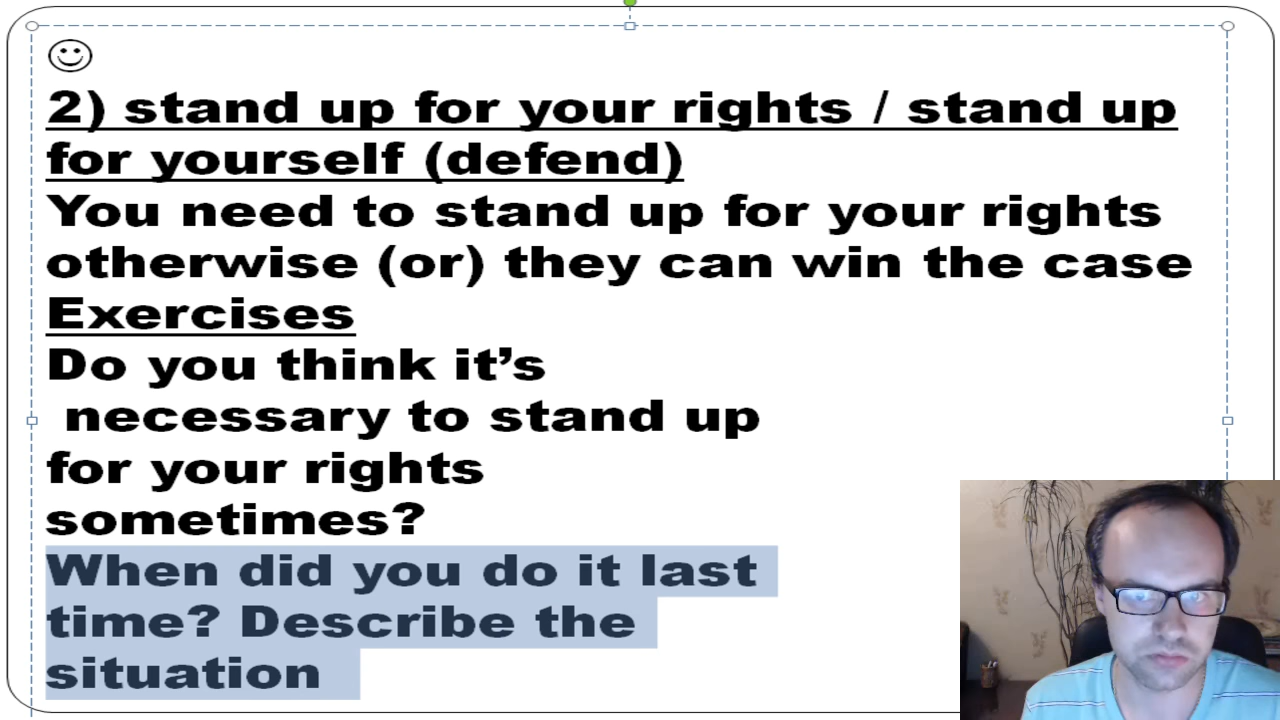 2) stand up for your rights / stand up
for yourself (defend)
You need to stand up for your rights
otherwise (or) they can win the case
Exercises
Do you think it’s
necessary to stand up
for your rights
sometimes?
When did you do it last
time? Describe the
situation